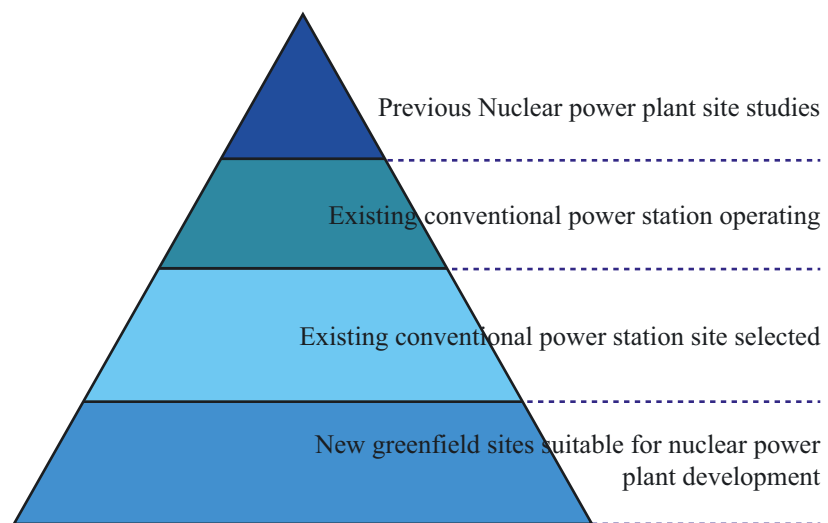 Previous Nuclear power plant site studies
Existing conventional power station operating
Existing conventional power station site selected
New greenfield sites suitable for nuclear power
plant development